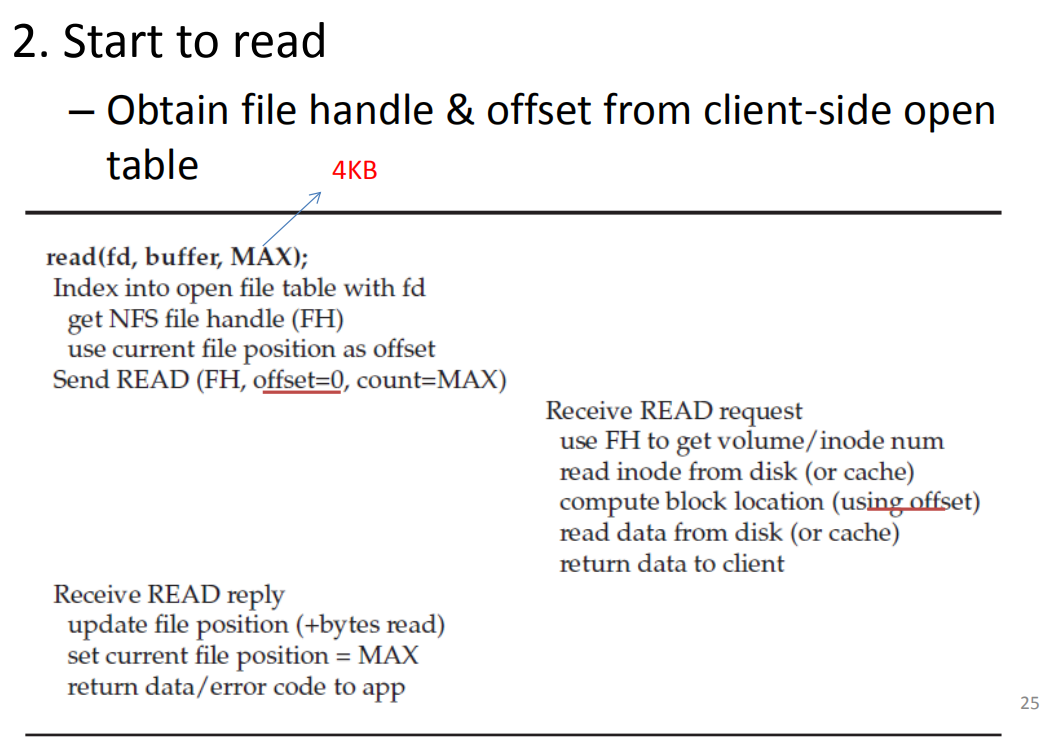 2. Start to read
– Obtain file handle & offset from client-side open
table
4KB
read(fd, buffer, MAX);
Index into open file table with fd
get NFS file handle (FH)
use current file position as offset
Send READ (FH, offset=0, count=MAX)
Receive READ request
use FH to get volume/inode num
read inode from disk (or cache)
compute block location (using offset)
read data from disk (or cache)
return data to client
Receive READ reply
update file position (+bytes read)
set current file position = MAX
return data/error code to app
25